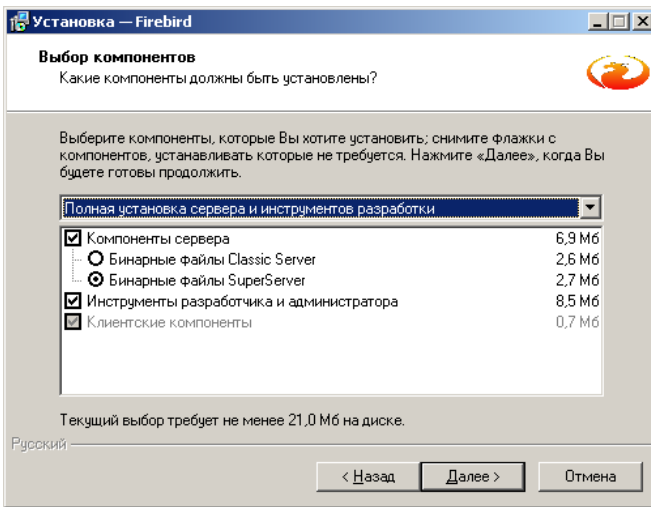 Установка — Firebird
Выбор компонентов
Какие компоненты должны быть установлены?
Выберите компоненты, которые Вы хотите установить; снимите флажки с
компонентов, устанавливать которые не требуется. Нажмите «Далее», когда Вы
будете готовы продолжить.
Полная установка сервера и инструментов разработки
Компоненты сервера 6,9 Мб
Бинарные файлы Classic Server 2,6 Мб
Бинарные файлы SuperServer 2,7 Мб
Инструменты разработчика и администратора 8,5 Мб
Клиентские компоненты 0,7 Мб
Текущий выбор требует не менее 21,0 Мб на диске.
Русский
< Назад Далее > Отмена